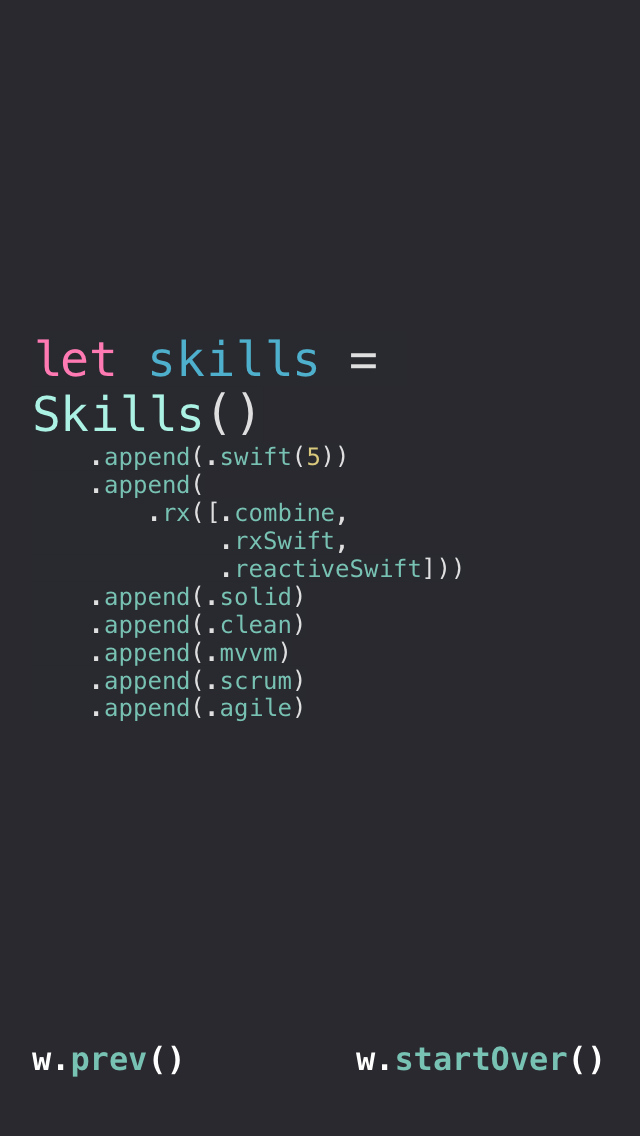 let skills =
Skills()
.append(.swift(5))
.append(
.rx([.combine,
.rxSwift,
.reactiveSwift]))
.append(.solid)
.append(.clean)
.append(.mvvm)
.append(.scrum)
.append(.agile)
w.prev() w.startOver()